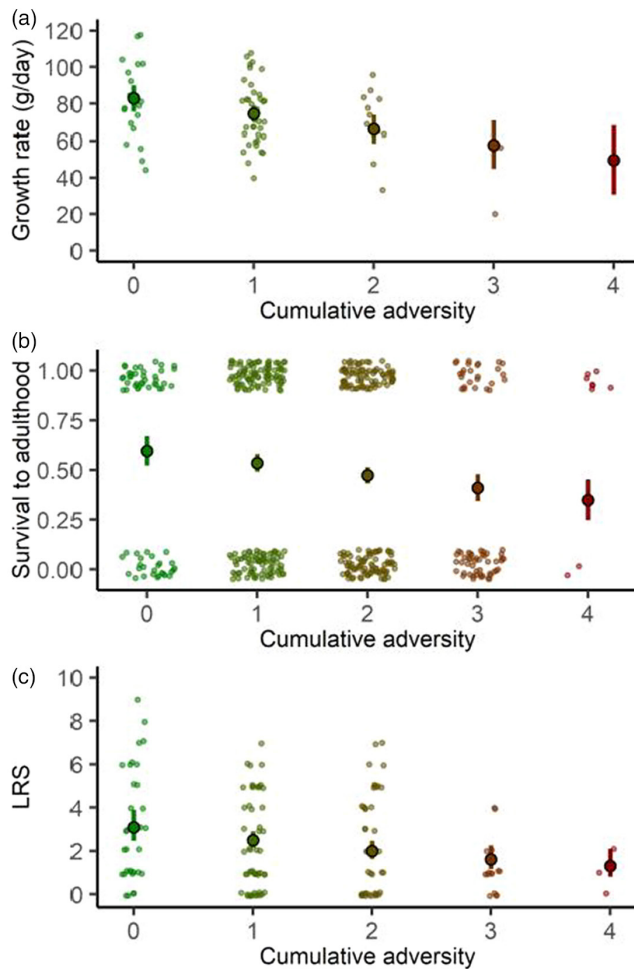 (a)
Growth rate (g/day)
120
100
80
60
40
20
0
0 1 2 3 4
Cumulative adversity
(b)
Survival to adulthood
1.00
0.75
0.50
0.25
0.00
0 1 2 3 4
Cumulative adversity
(c)
LRS
10
8
6
4
2
0
0 1 2 3 4
Cumulative adversity